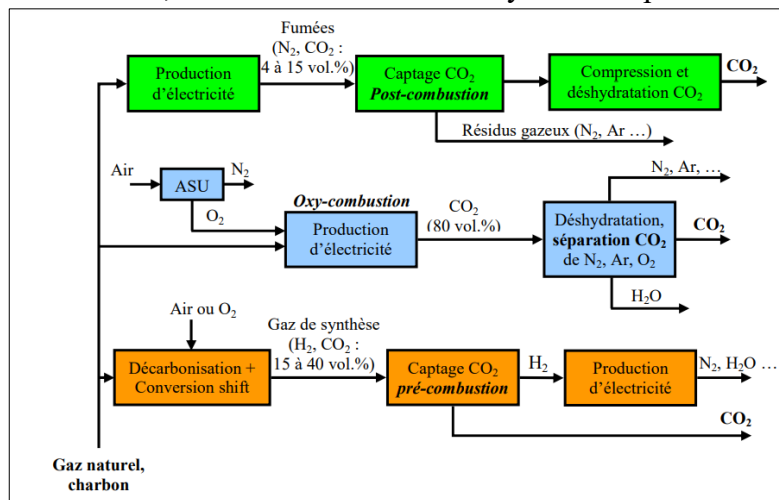 Fumées
(N2, CO2 :
4 à 15 vol.%)
Production
d’électricité
Captage CO2
Post-combustion
Compression et
déshydratation CO2
CO2
Résidus gazeux (N2, Ar …)
Air
ASU
N2
O2
Oxy-combustion
Production
d’électricité
CO2
(80 vol.%)
Déshydratation,
séparation CO2
de N2, Ar, O2
N2, Ar, …
CO2
H2O
Air ou O2
Gaz de synthèse
(H2, CO2 :
15 à 40 vol.%)
Décarbonisation +
Conversion shift
Captage CO2
pré-combustion
H2
Production
d’électricité
N2, H2O …
CO2
Gaz naturel,
charbon